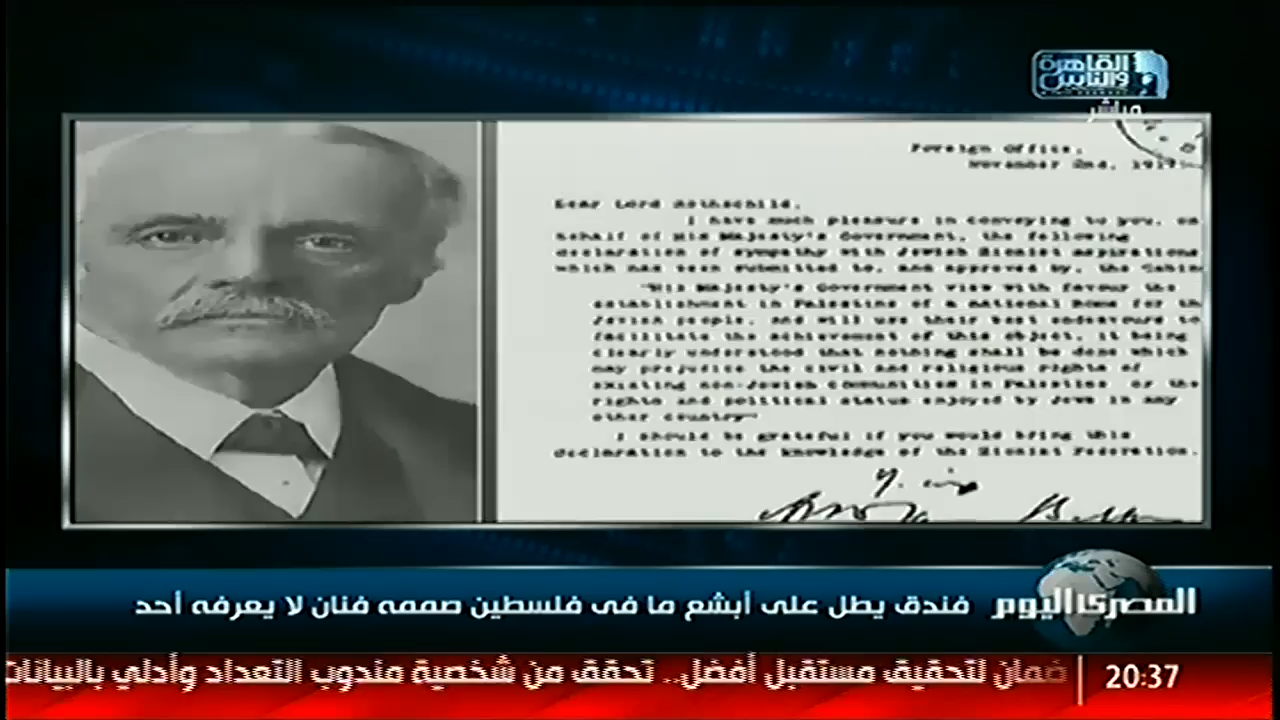 القاهرة
والناس
مباشر
Foreign Office,
November 2nd, 1917
Dear Lord Rothschild,
I have much pleasure in conveying to you, on
behalf of His Majesty's Government, the following
declaration of sympathy with Jewish Zionist aspirations
which has been submitted to, and approved by, the Cabin
"His Majesty's Government view with favour the
establishment in Palestine of a national home for th
Jewish people, and will use their best endeavours to
facilitate the achievement of this object, it being
clearly understood that nothing shall be done which
may prejudice the civil and religious rights of
existing non-Jewish communities in Palestine or the
rights and political status enjoyed by Jews in any
other country"
I should be grateful if you would bring this
declaration to the knowledge of the Zionist Federation.
المصرى اليوم فندق يطل على أبشع ما فى فلسطين صممه فنان لا يعرفه أحد
20:37 ضمان لتحقيق مستقبل أفضل.. تحقق من شخصية مندوب التعداد وأدلي بالبيانات